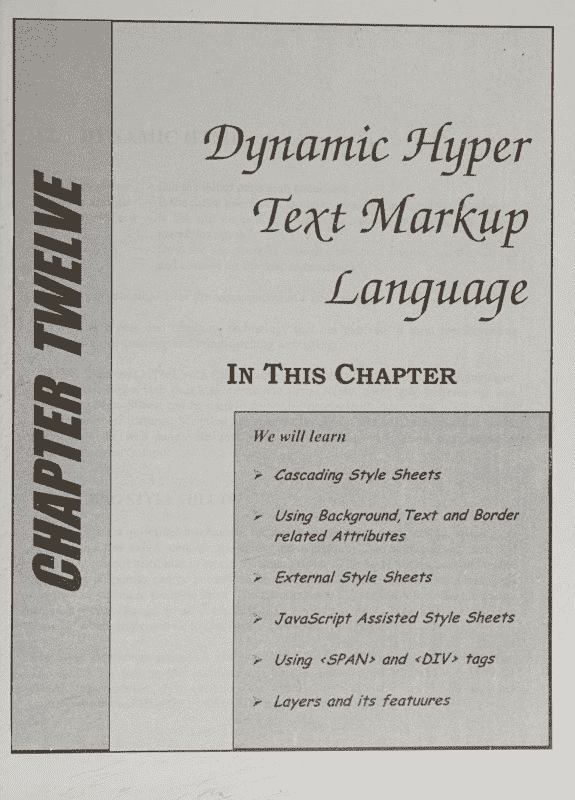 CHAPTER TWELVE
Dynamic Hyper
Text Markup
Language
IN THIS CHAPTER
We will learn
➢ Cascading Style Sheets
➢ Using Background, Text and Border
related Attributes
➢ External Style Sheets
➢ JavaScript Assisted Style Sheets
➢ Using <SPAN> and <DIV> tags
➢ Layers and its featuures